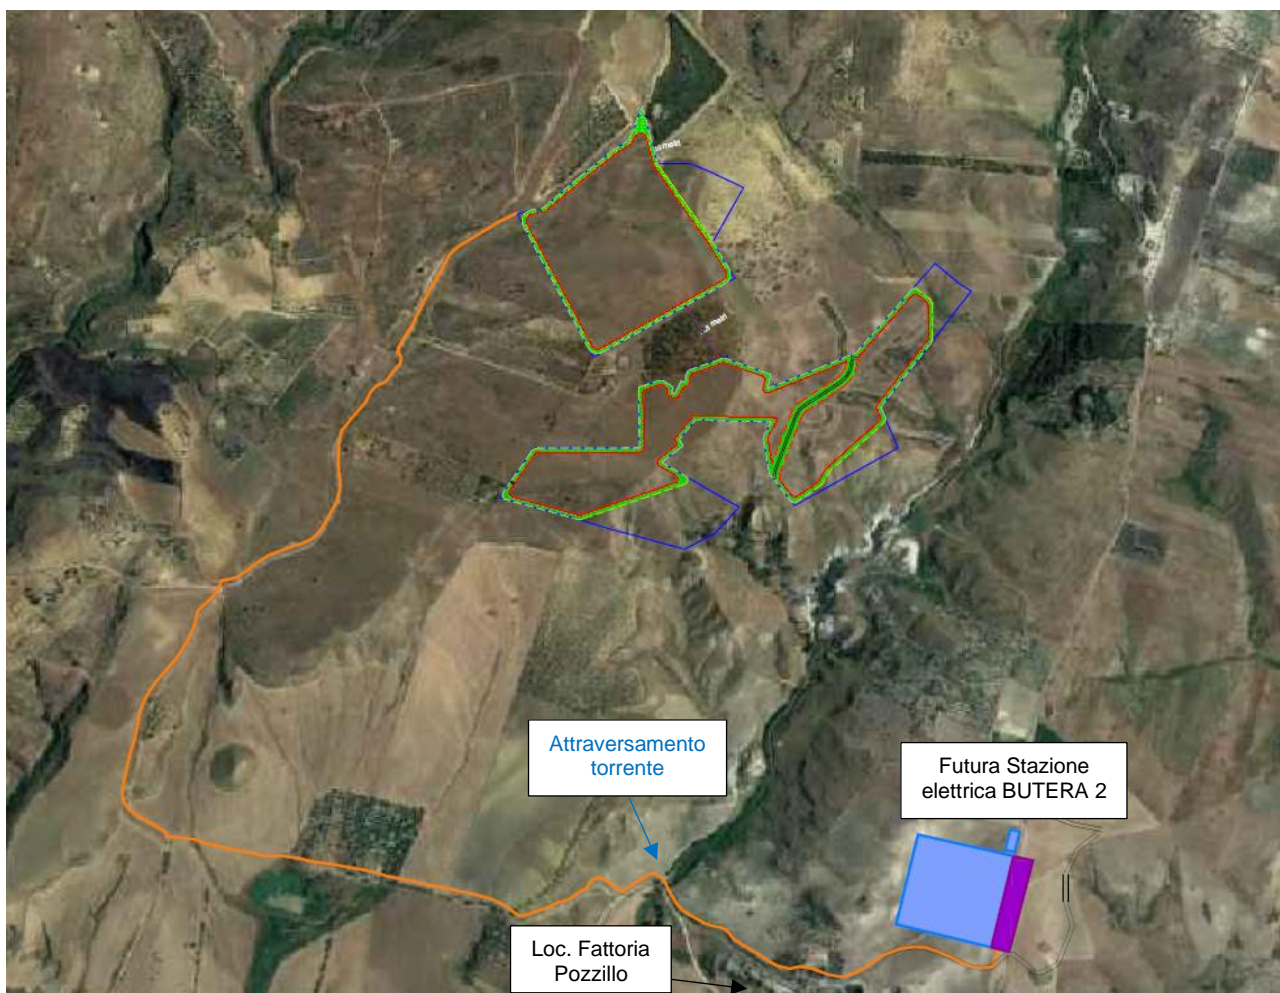 Attraversamento
torrente
Futura Stazione
elettrica BUTERA 2
Loc. Fattoria
Pozzillo